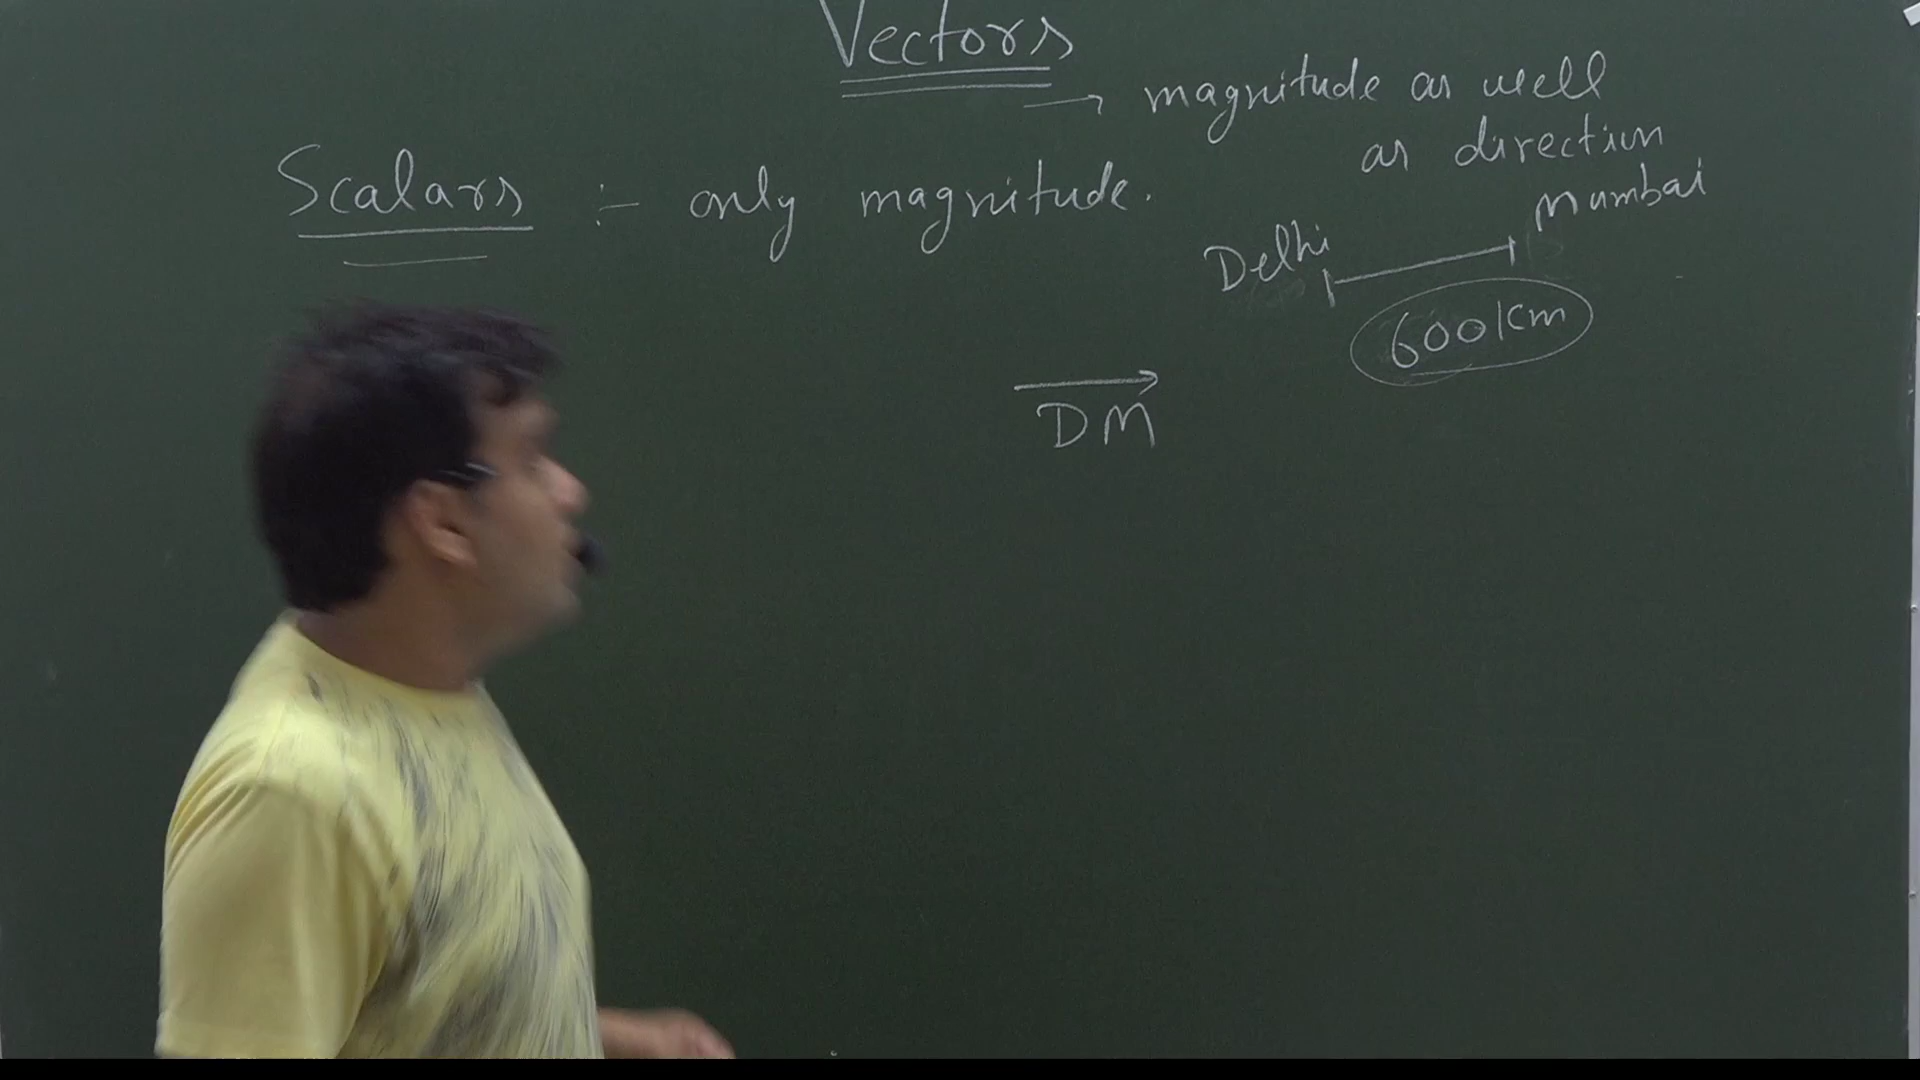 Vectors
→ magnitude as well
as direction
Scalars :- only magnitude.
Delhi Mumbai
600km
DM